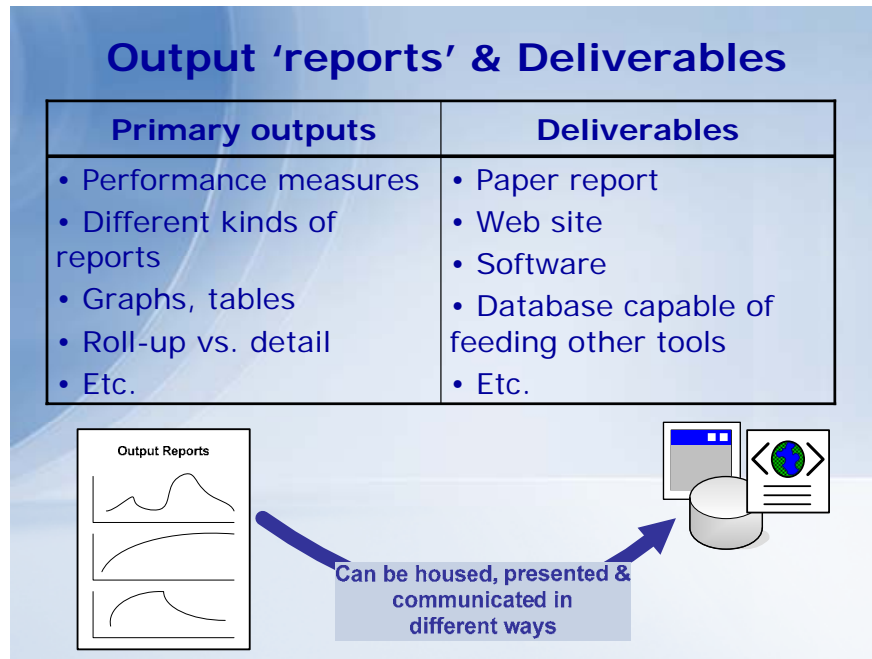 Output ‘reports’ & Deliverables
Primary outputs
• Performance measures
• Different kinds of
reports
• Graphs, tables
• Roll-up vs. detail
• Etc.
Deliverables
• Paper report
• Web site
• Software
• Database capable of
feeding other tools
• Etc.
Output Reports
Can be housed, presented &
communicated in
different ways